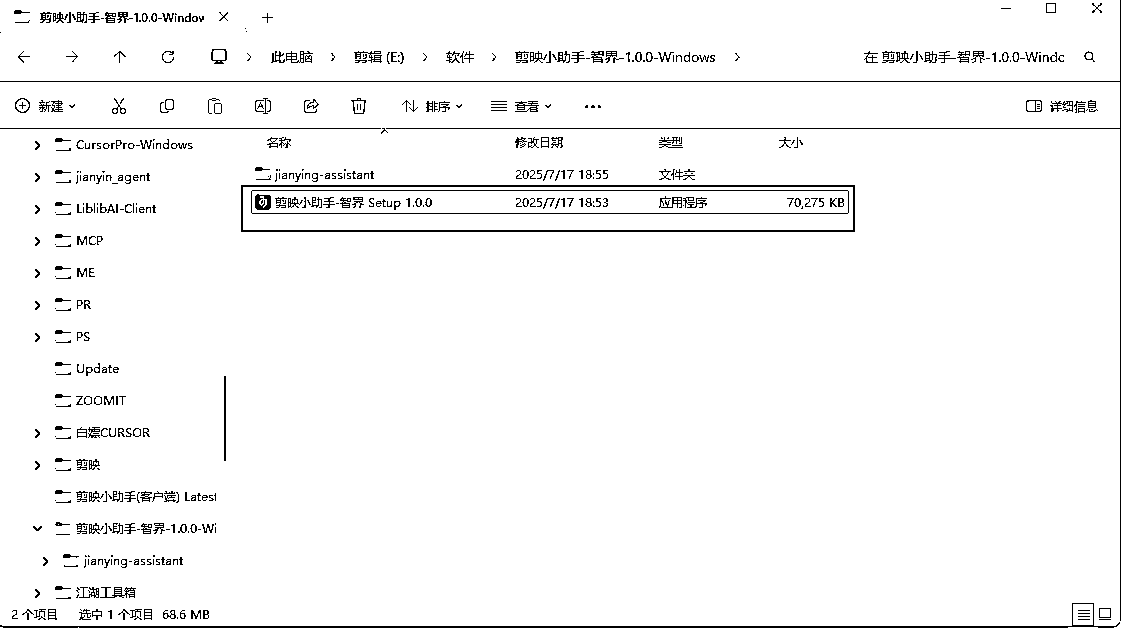 剪映小助手-智界-1.0.0-Window
此电脑 剪辑 (E:) 软件 剪映小助手-智界-1.0.0-Windows 在 剪映小助手-智界-1.0.0-Windc
新建 排序 查看 ··· 详细信息
名称 修改日期 类型 大小
jianying-assistant 2025/7/17 18:55 文件夹
剪映小助手-智界 Setup 1.0.0 2025/7/17 18:53 应用程序 70,275 KB
CursorPro-Windows
jianyin_agent
LiblibAI-Client
MCP
ME
PR
PS
Update
ZOOMIT
白嫖CURSOR
剪映
剪映小助手(客户端) Latest
剪映小助手-智界-1.0.0-Wi
jianying-assistant
江湖工具箱
2 个项目 选中 1 个项目 68.6 MB